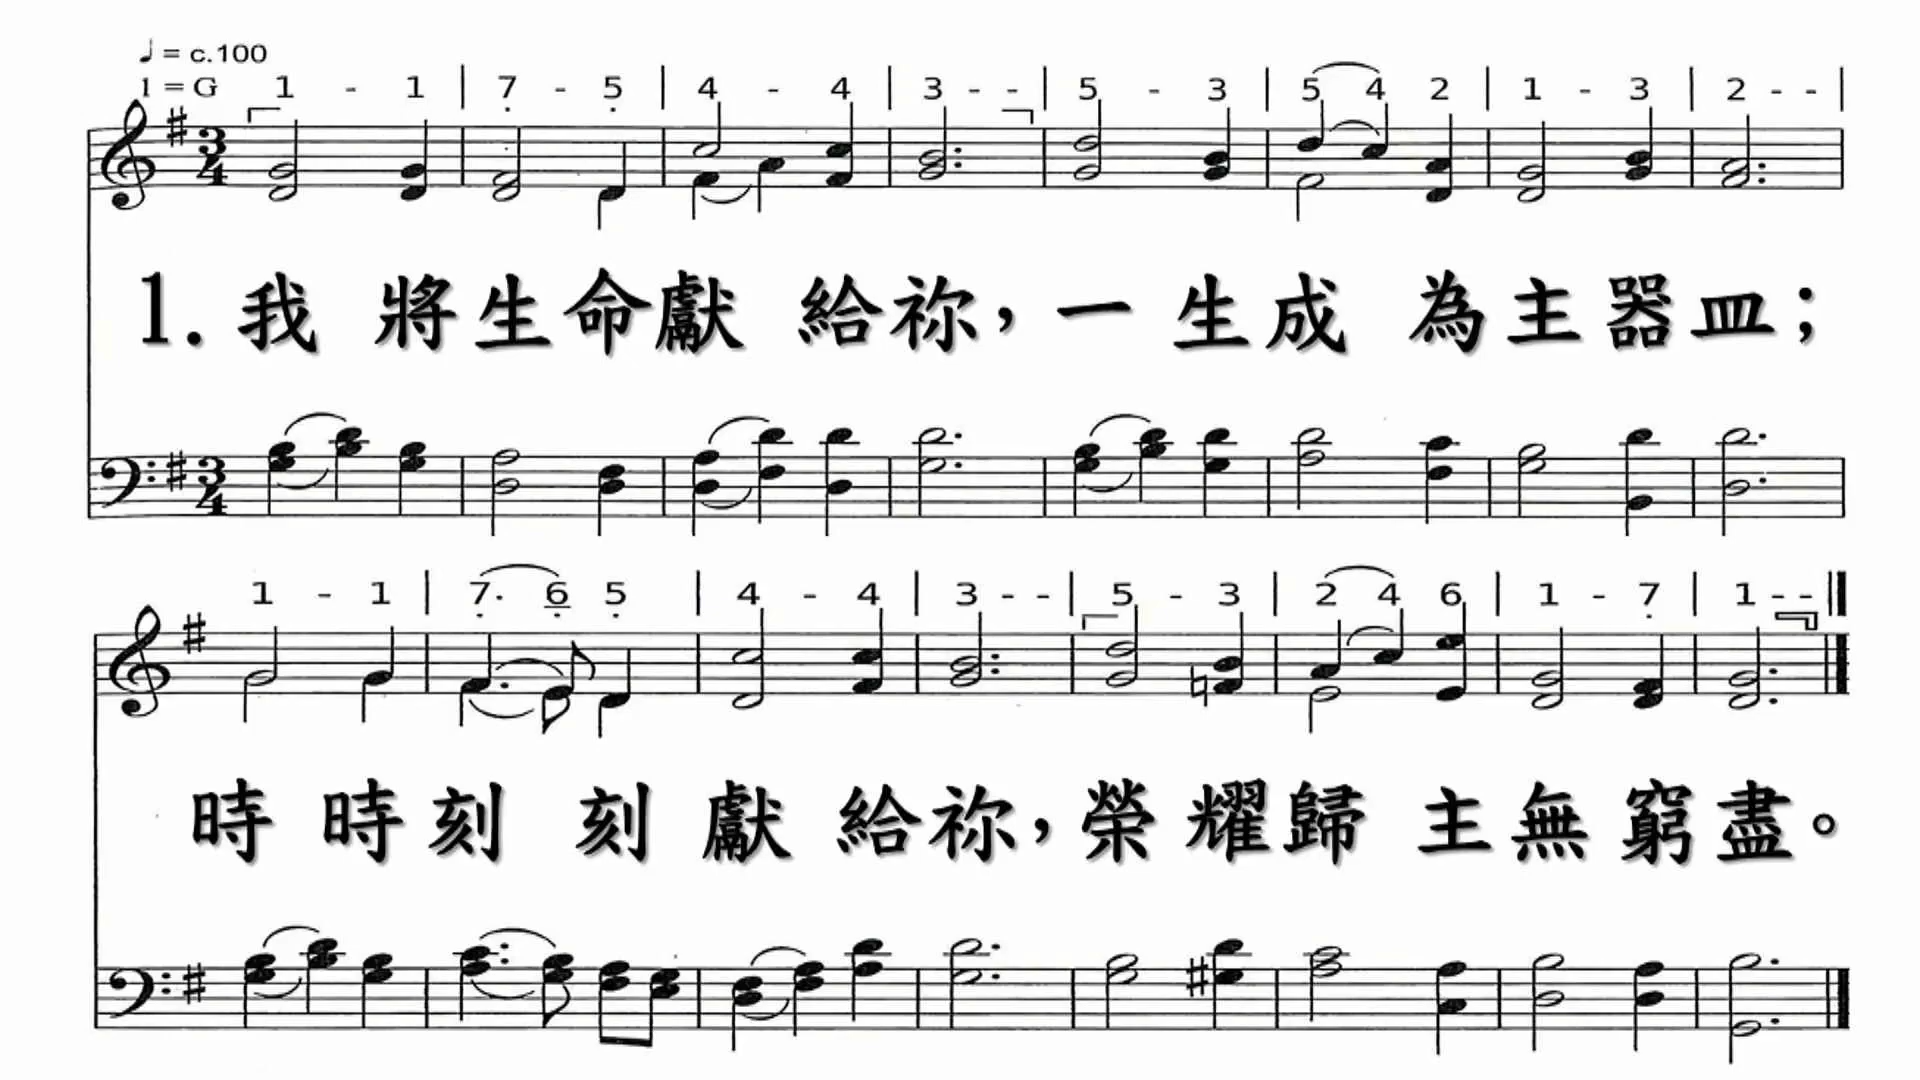 ♩ = c.100
1 = G 1 - 1 | 7 - 5 | 4 - 4 | 3 - - | 5 - 3 | 5 4 2 | 1 - 3 | 2 - - |
1. 我 將生命獻 給祢，一 生成 為主器皿；
1 - 1 | 7. 6 5 | 4 - 4 | 3 - - | 5 - 3 | 2 4 6 | 1 - 7 | 1 - - ‖
時 時刻 刻 獻 給祢，榮 耀歸 主無 窮盡。